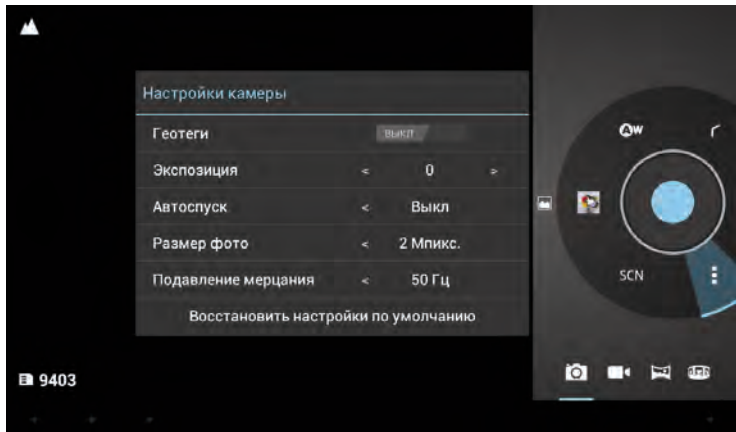 Настройки камеры
Геотеги ВЫКЛ
Экспозиция < 0 >
Автоспуск < Выкл
Размер фото < 2 Мпикс.
Подавление мерцания < 50 Гц
Восстановить настройки по умолчанию
AW
SCN
9403